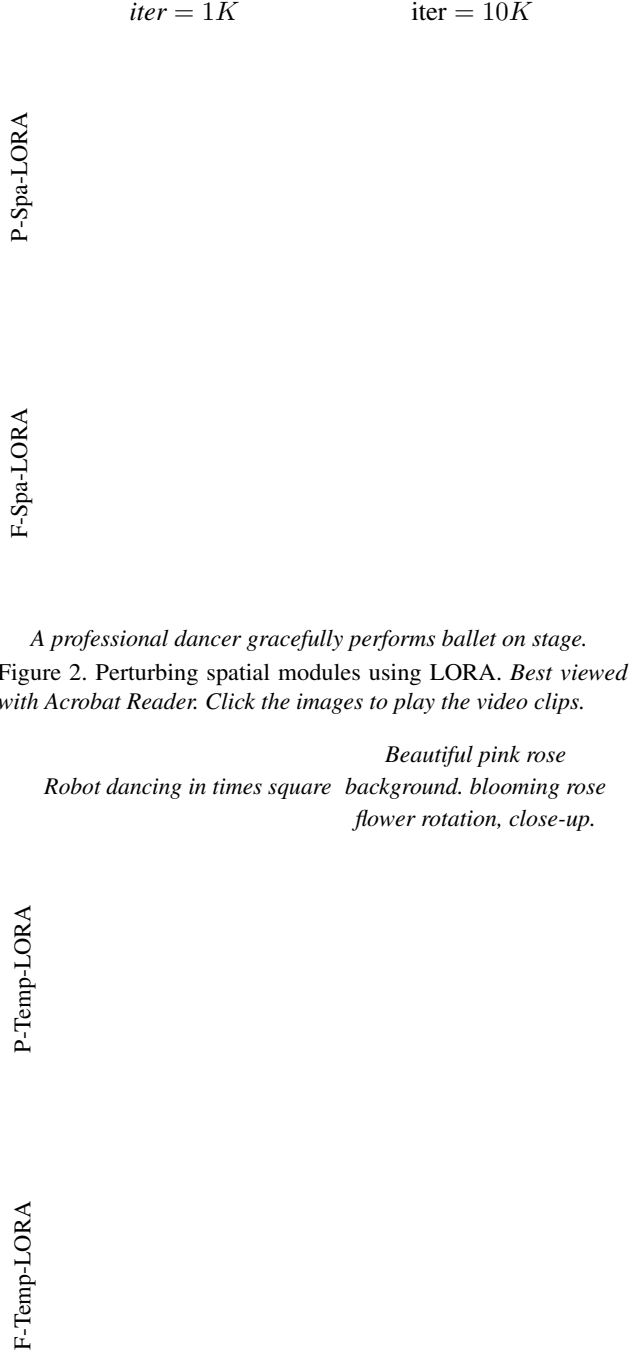 iter = 1K iter = 10K
P-Spa-LORA
F-Spa-LORA
A professional dancer gracefully performs ballet on stage.
Figure 2. Perturbing spatial modules using LORA. Best viewed
with Acrobat Reader. Click the images to play the video clips.
Robot dancing in times square
Beautiful pink rose
background. blooming rose
flower rotation, close-up.
P-Temp-LORA
F-Temp-LORA